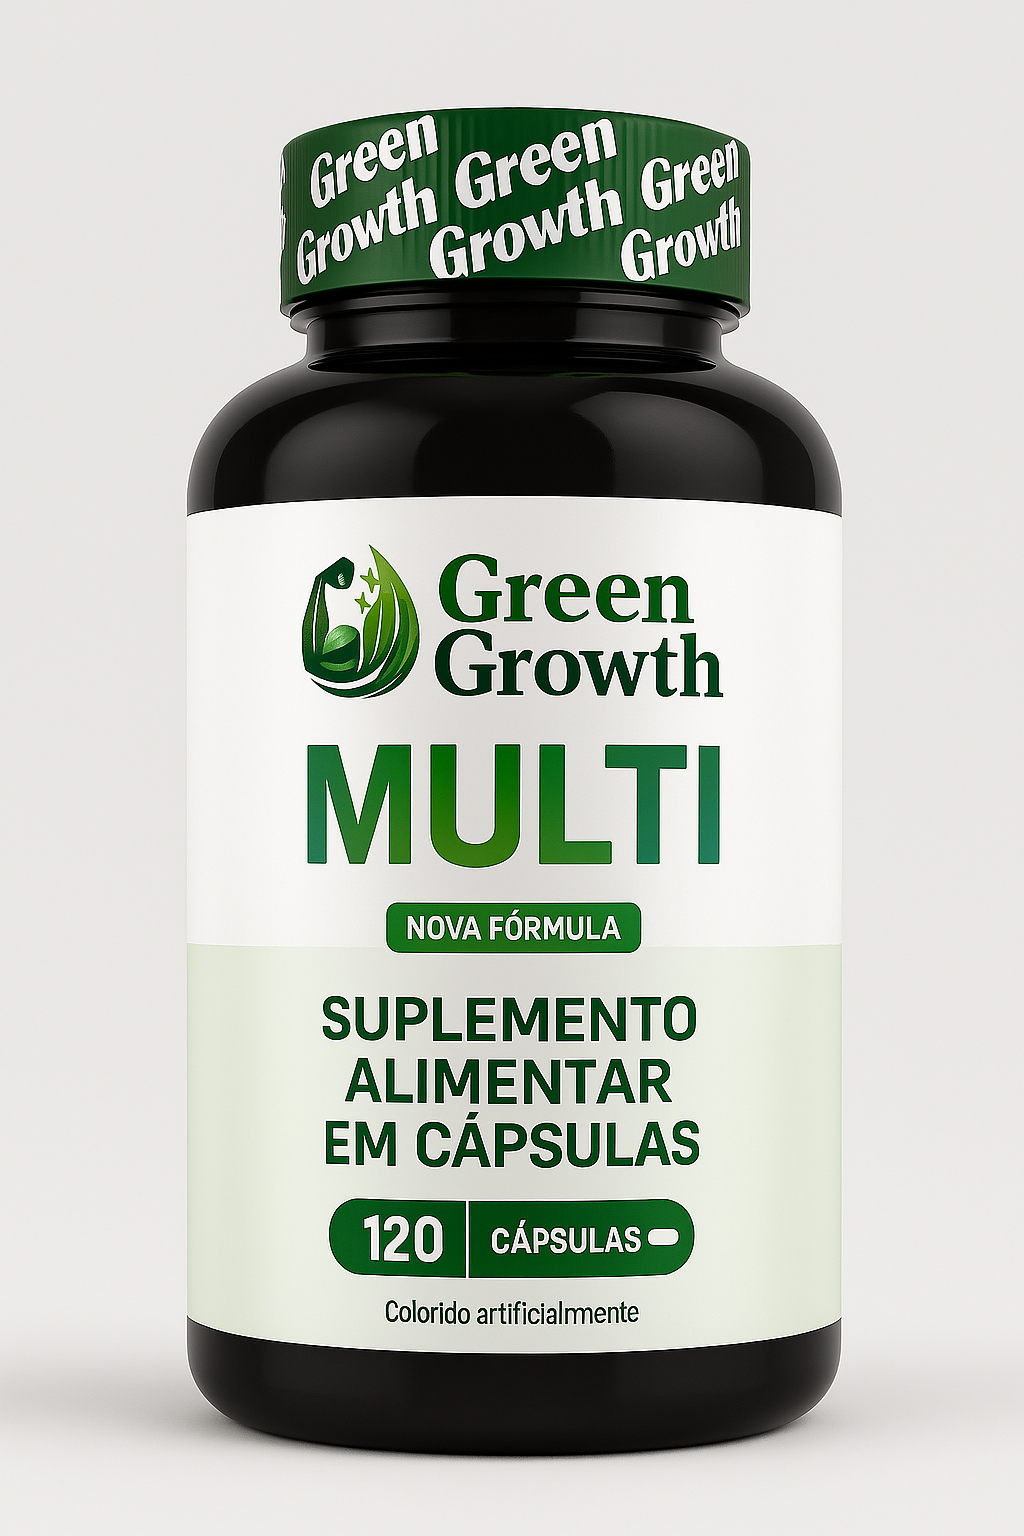 Green
Growth
Green
Growth
Green
Growth
Green
Growth
MULTI
NOVA FÓRMULA
SUPLEMENTO
ALIMENTAR
EM CÁPSULAS
120 CÁPSULAS
Colorido artificialmente